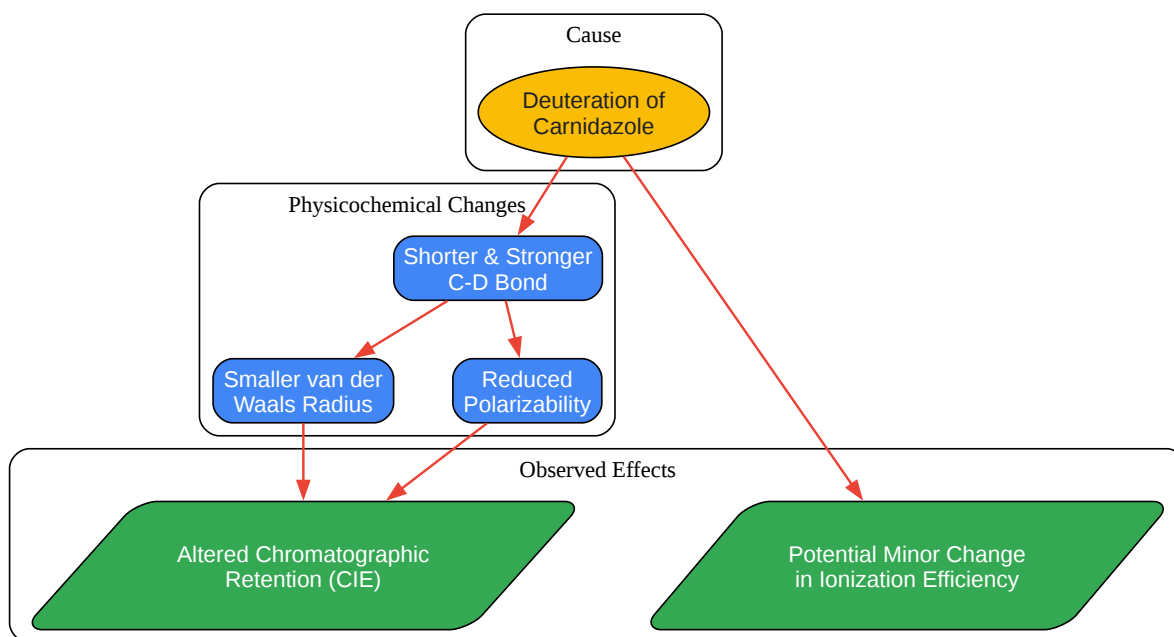 Cause
Deuteration of
Carnidazole
Physicochemical Changes
Shorter & Stronger
C-D Bond
Smaller van der
Waals Radius
Reduced
Polarizability
Observed Effects
Altered Chromatographic
Retention (CIE)
Potential Minor Change
in Ionization Efficiency